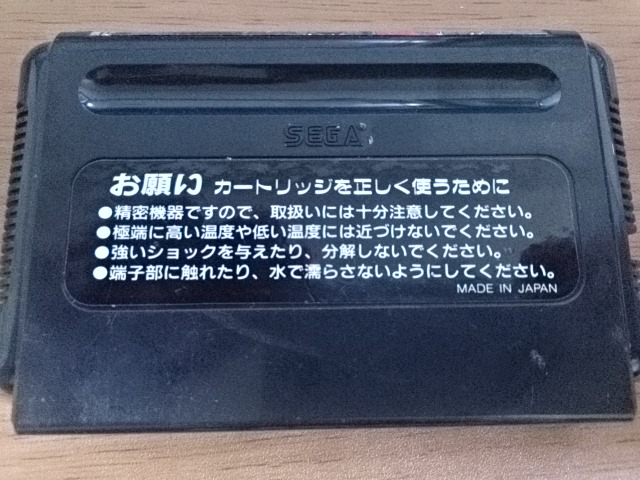 SEGA
お願い カートリッジを正しく使うために
●精密機器ですので、取扱いには十分注意してください。
●極端に高い温度や低い温度には近づけないでください。
●強いショックを与えたり、分解しないでください。
●端子部に触れたり、水で濡らさないようにしてください。
MADE IN JAPAN